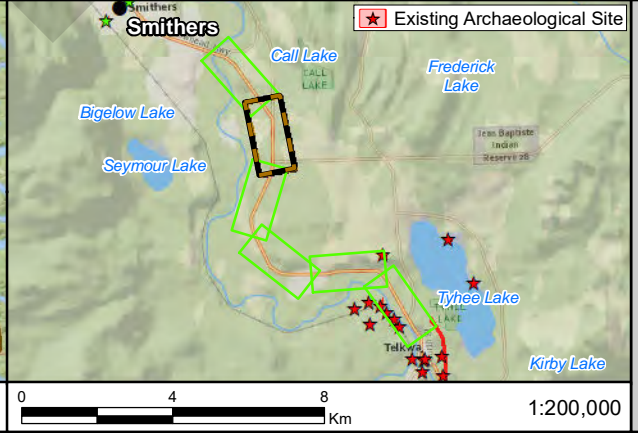 Smithers
Smithers
Existing Archaeological Site
Call Lake
CALL
LAKE
Frederick
Lake
Bigelow Lake
Seymour Lake
Jean Baptiste
Indian
Reserve 28
Tyhee Lake
LAKE
Telkwa
Kirby Lake
0 4 8
Km
1:200,000